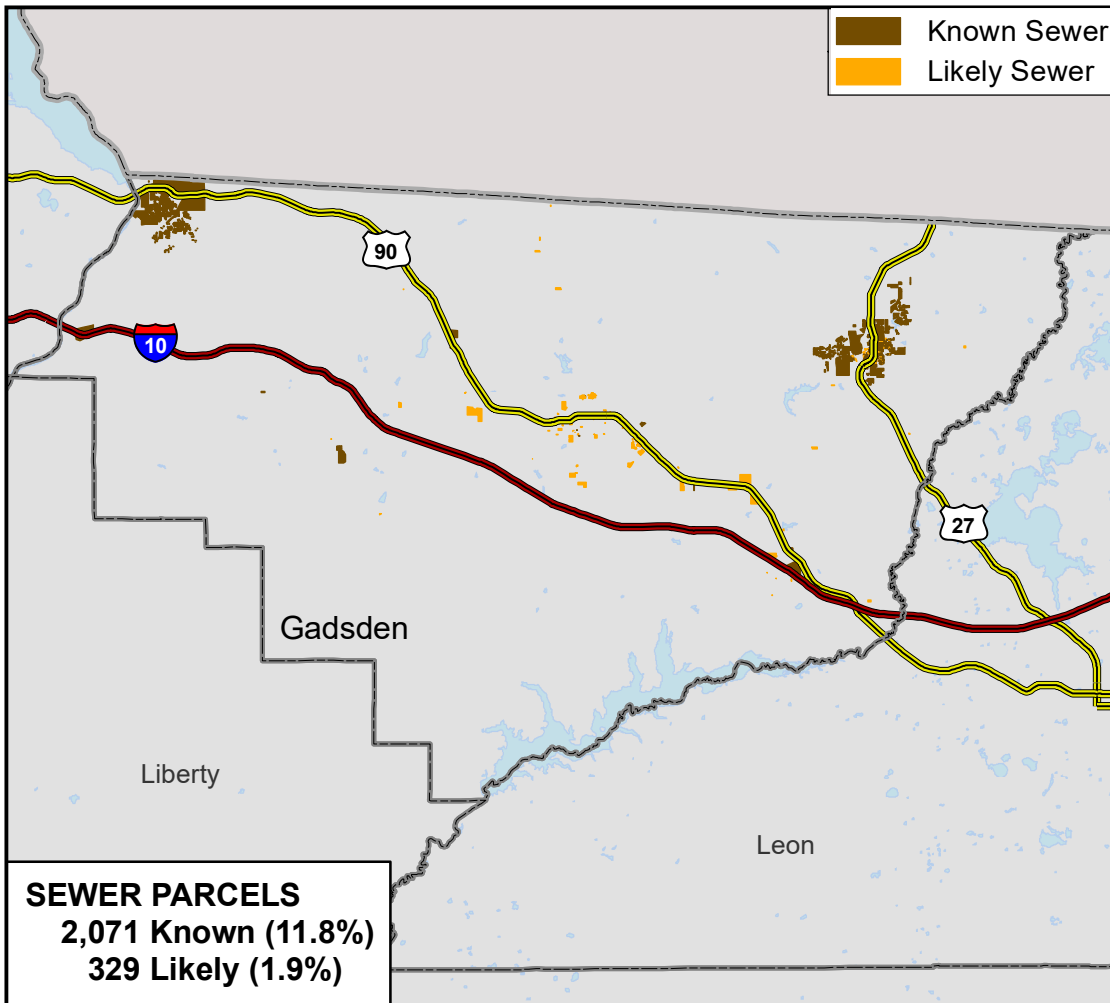 Known Sewer
Likely Sewer
90
10
27
Gadsden
Liberty
Leon
SEWER PARCELS
2,071 Known (11.8%)
329 Likely (1.9%)